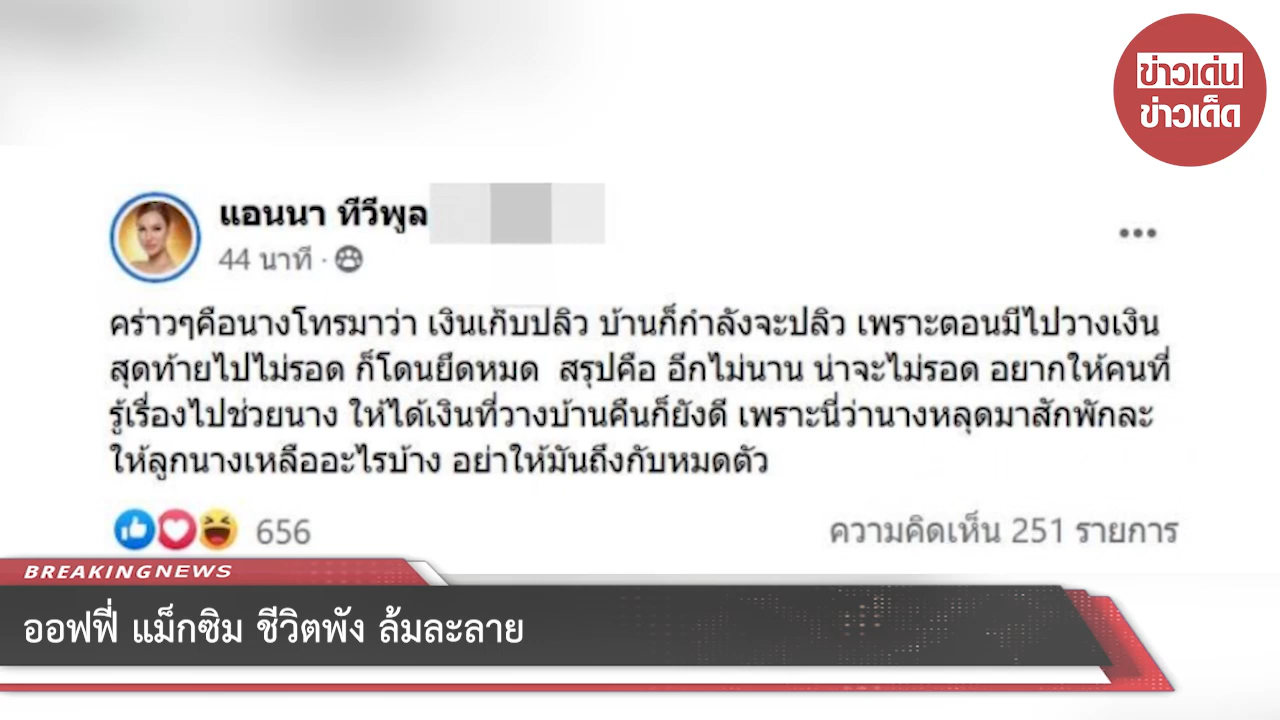 ข่าวเด่น
ข่าวเด็ด
แอนนา ทีวีพูล
44 นาที ·
คร่าวๆคือนางโทรมาว่า เงินเก็บปลิว บ้านก็กำลังจะปลิว เพราะตอนมีไปวางเงิน
สุดท้ายไปไม่รอด ก็โดนยึดหมด สรุปคือ อีกไม่นาน น่าจะไม่รอด อยากให้คนที่
รู้เรื่องไปช่วยนาง ให้ได้เงินที่วางบ้านคืนก็ยังดี เพราะนี่ว่านางหลุดมาสักพักละ
ให้ลูกนางเหลืออะไรบ้าง อย่าให้มันถึงกับหมดตัว
656
ความคิดเห็น 251 รายการ
BREAKINGNEWS
ออฟฟี่ แม็กซิม ชีวิตพัง ล้มละลาย